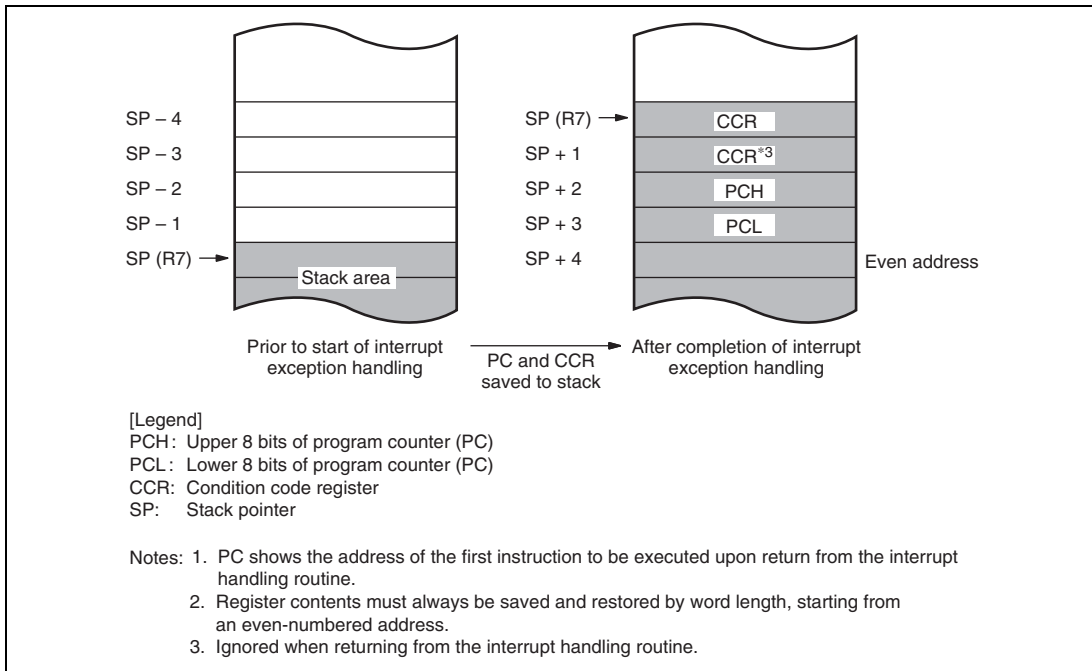 SP – 4
SP – 3
SP – 2
SP – 1
SP (R7)
Stack area
Prior to start of interrupt
exception handling
PC and CCR
saved to stack
SP (R7)
SP + 1
SP + 2
SP + 3
SP + 4
CCR
CCR*3
PCH
PCL
Even address
After completion of interrupt
exception handling
[Legend]
PCH : Upper 8 bits of program counter (PC)
PCL : Lower 8 bits of program counter (PC)
CCR: Condition code register
SP: Stack pointer
Notes: 1. PC shows the address of the first instruction to be executed upon return from the interrupt
handling routine.
2. Register contents must always be saved and restored by word length, starting from
an even-numbered address.
3. Ignored when returning from the interrupt handling routine.